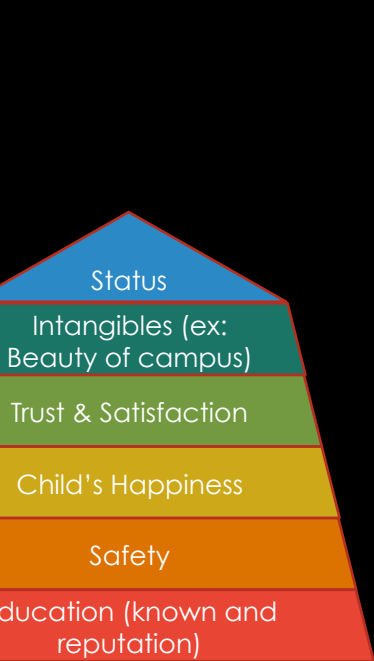 Status
Intangibles (ex:
Beauty of campus)
Trust & Satisfaction
Child's Happiness
Safety
ducation (known and
reputation)